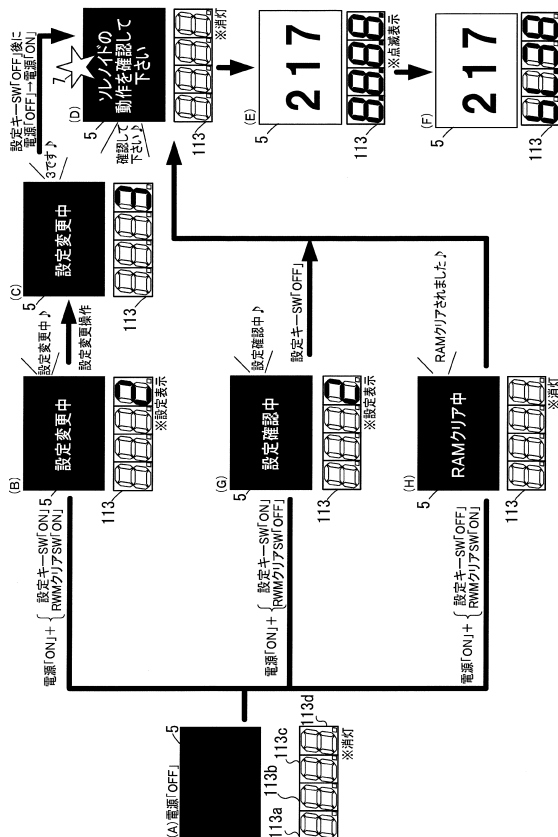 (A)電源「OFF」
5
113a
113b
113c
113d
※消灯
電源「ON」+
設定キーSW「ON」
RWMクリアSW「ON」
(B)
5
設定変更中
設定変更中♪
113
2
※設定表示
設定変更操作
(C)
5
設定変更中
3です♪
113
3
設定キーSW「OFF」後に
電源「OFF」→電源「ON」
(D)
7
5
ソレノイドの
動作を確認して
下さい
確認して
下さい♪
113
※消灯
(E)
5
217
113
8.8.8.8.
※点滅表示
(F)
5
217
113
電源「ON」+
設定キーSW「ON」
RWMクリアSW「OFF」
(G)
5
設定確認中
設定確認中♪
113
2
※設定表示
設定キーSW「OFF」
電源「ON」+
設定キーSW「OFF」
RWMクリアSW「ON」
(H)
5
RAMクリア中
RAMクリアされました♪
113
※消灯